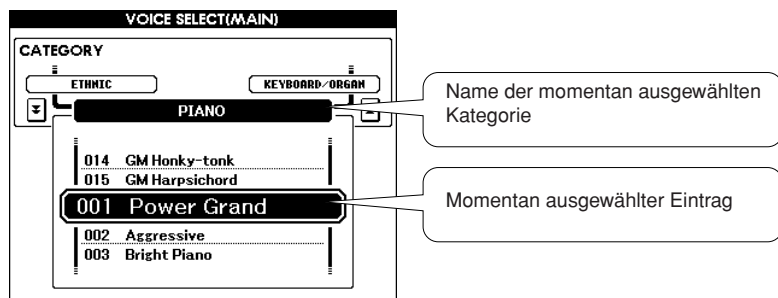 VOICE SELECT(MAIN)
CATEGORY
ETHNIC
KEYBOARD/ORGAN
PIANO
014 GM Honky-tonk
015 GM Harpsichord
001 Power Grand
002 Aggressive
003 Bright Piano
Name der momentan ausgewählten
Kategorie
Momentan ausgewählter Eintrag